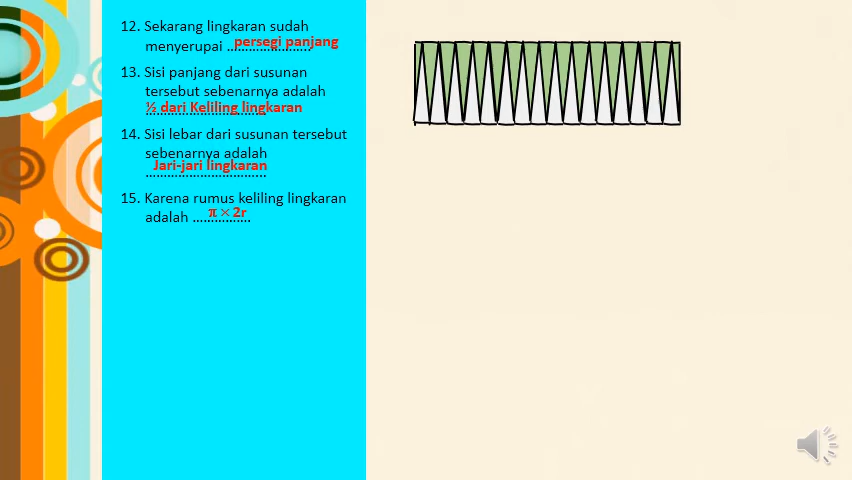 12. Sekarang lingkaran sudah
menyerupai ..................... persegi panjang
13. Sisi panjang dari susunan
tersebut sebenarnya adalah
½ dari Keliling lingkaran
14. Sisi lebar dari susunan tersebut
sebenarnya adalah
Jari-jari lingkaran
15. Karena rumus keliling lingkaran
adalah ................ π × 2r